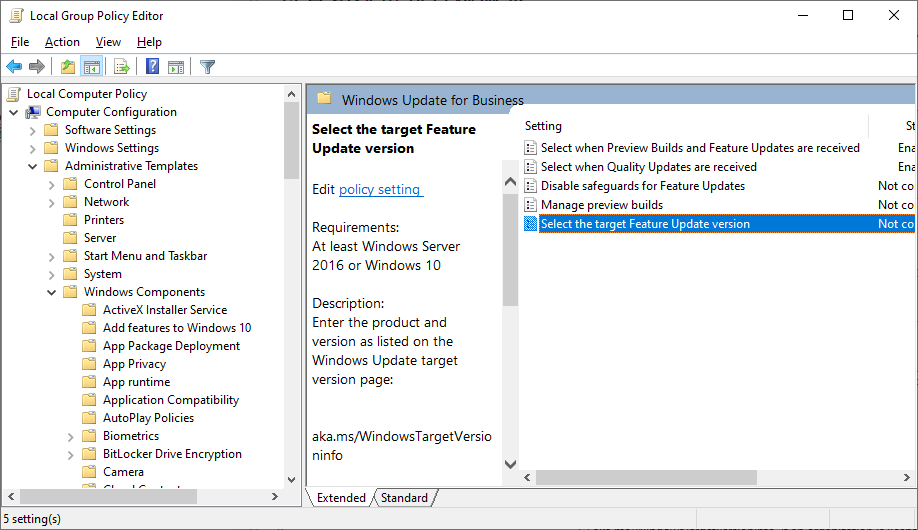 Local Group Policy Editor
File Action View Help
Local Computer Policy
Computer Configuration
Software Settings
Windows Settings
Administrative Templates
Control Panel
Network
Printers
Server
Start Menu and Taskbar
System
Windows Components
ActiveX Installer Service
Add features to Windows 10
App Package Deployment
App Privacy
App runtime
Application Compatibility
AutoPlay Policies
Biometrics
BitLocker Drive Encryption
Camera
Windows Update for Business
Select the target Feature
Update version
Edit policy setting
Requirements:
At least Windows Server
2016 or Windows 10
Description:
Enter the product and
version as listed on the
Windows Update target
version page:
aka.ms/WindowsTargetVersio
ninfo
Setting St
Select when Preview Builds and Feature Updates are received Ena
Select when Quality Updates are received Ena
Disable safeguards for Feature Updates Not co
Manage preview builds Not co
Select the target Feature Update version Not co
Extended Standard
5 setting(s)